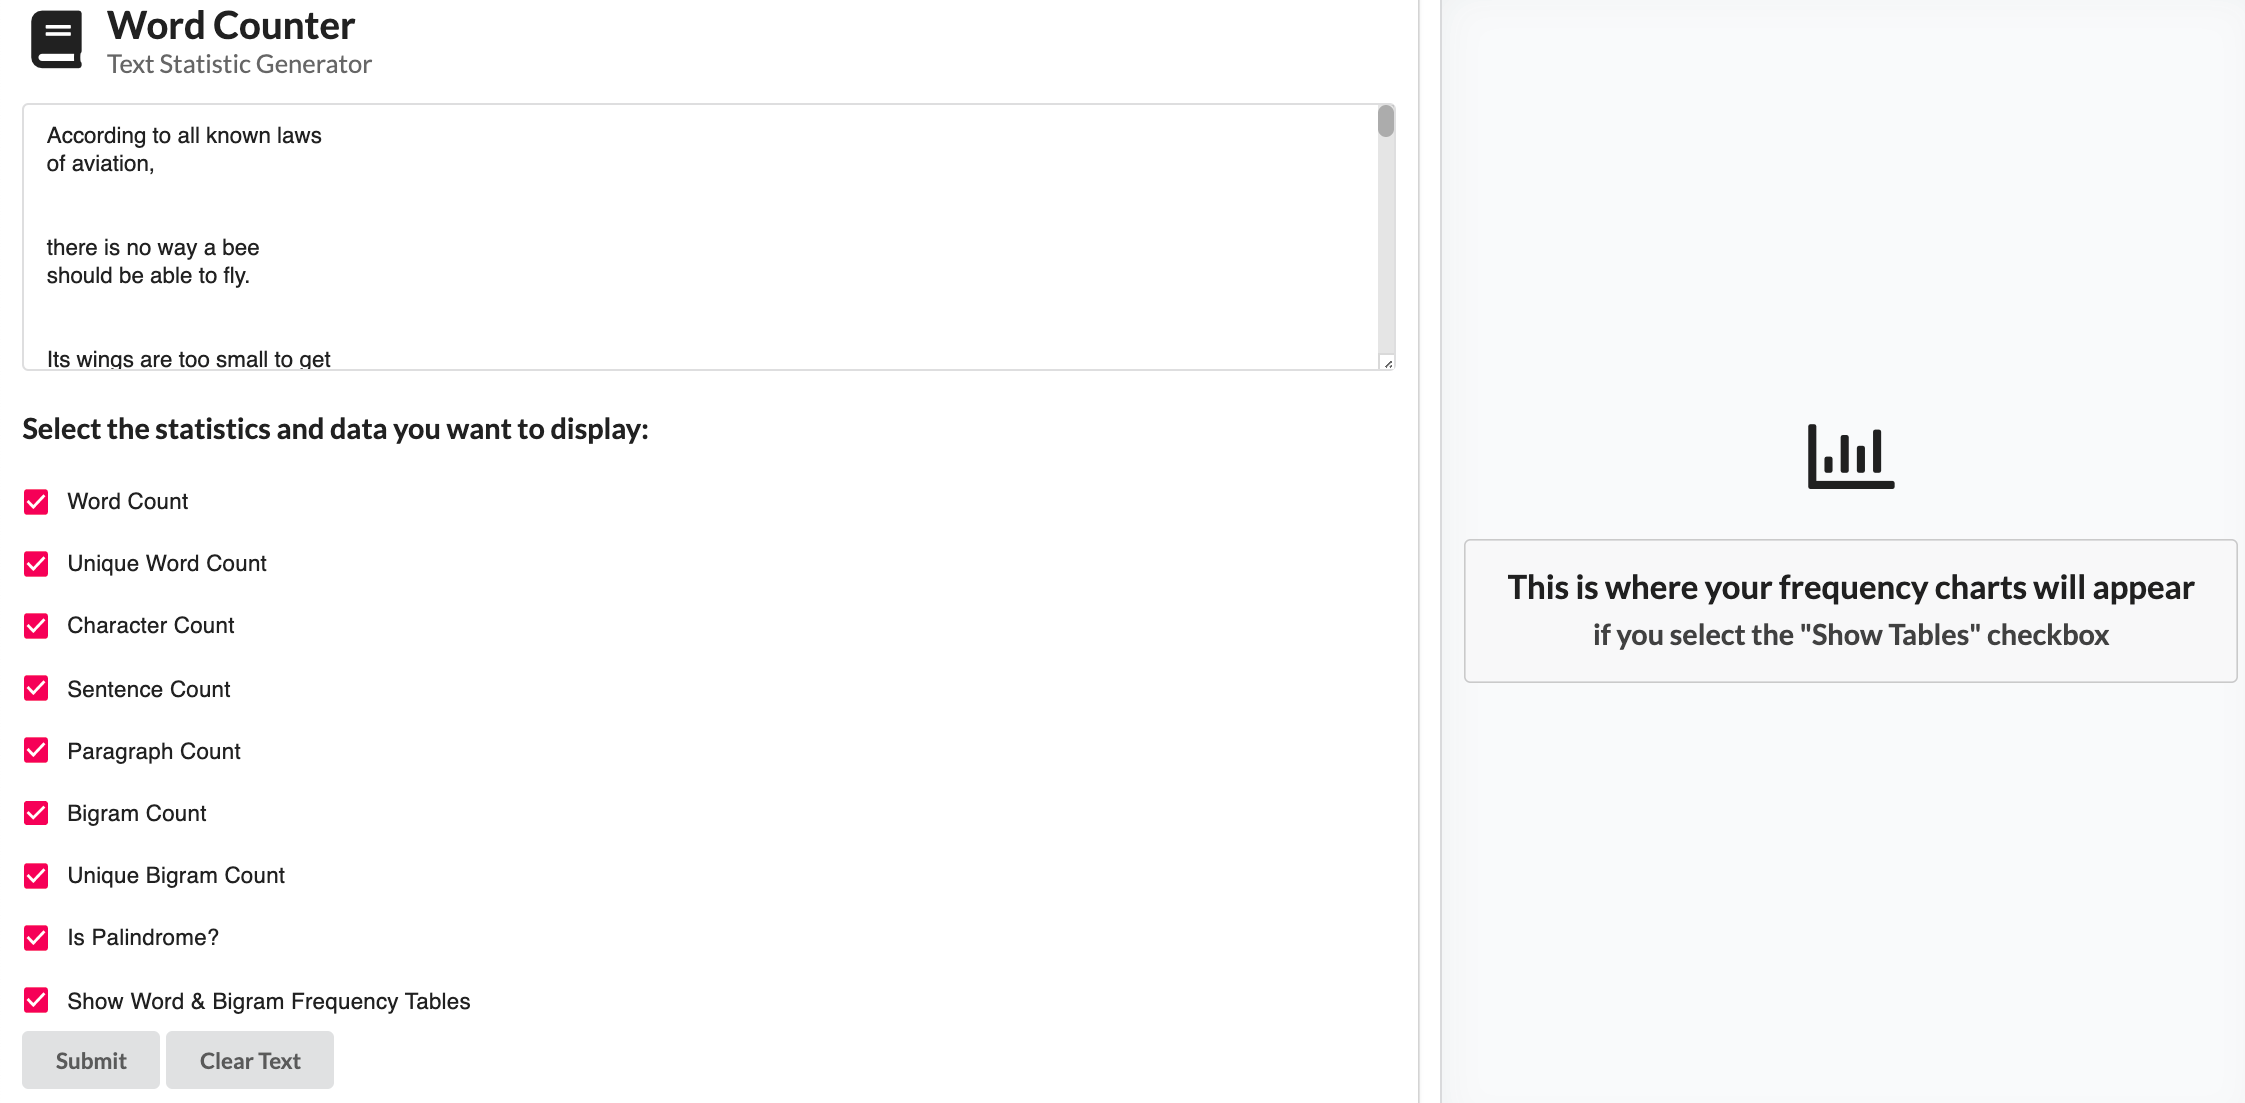 Word Counter
Text Statistic Generator
According to all known laws
of aviation,
there is no way a bee
should be able to fly.
Its wings are too small to get
Select the statistics and data you want to display:
Word Count
Unique Word Count
Character Count
Sentence Count
Paragraph Count
Bigram Count
Unique Bigram Count
Is Palindrome?
Show Word & Bigram Frequency Tables
Submit
Clear Text
This is where your frequency charts will appear
if you select the "Show Tables" checkbox